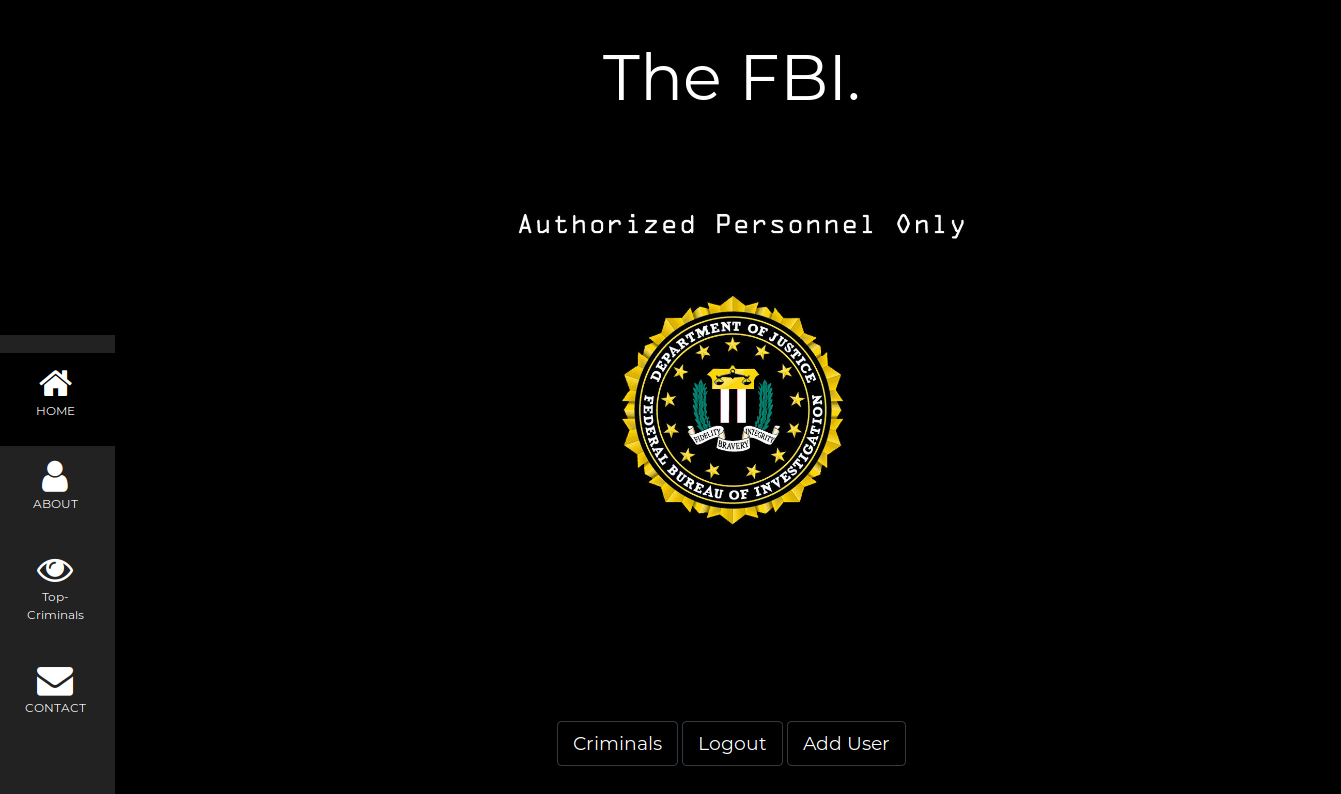 The FBI.
Authorized Personnel Only
DEPARTMENT OF JUSTICE
FEDERAL BUREAU OF INVESTIGATION
FIDELITY
BRAVERY
INTEGRITY
HOME
ABOUT
Top-
Criminals
CONTACT
Criminals Logout Add User